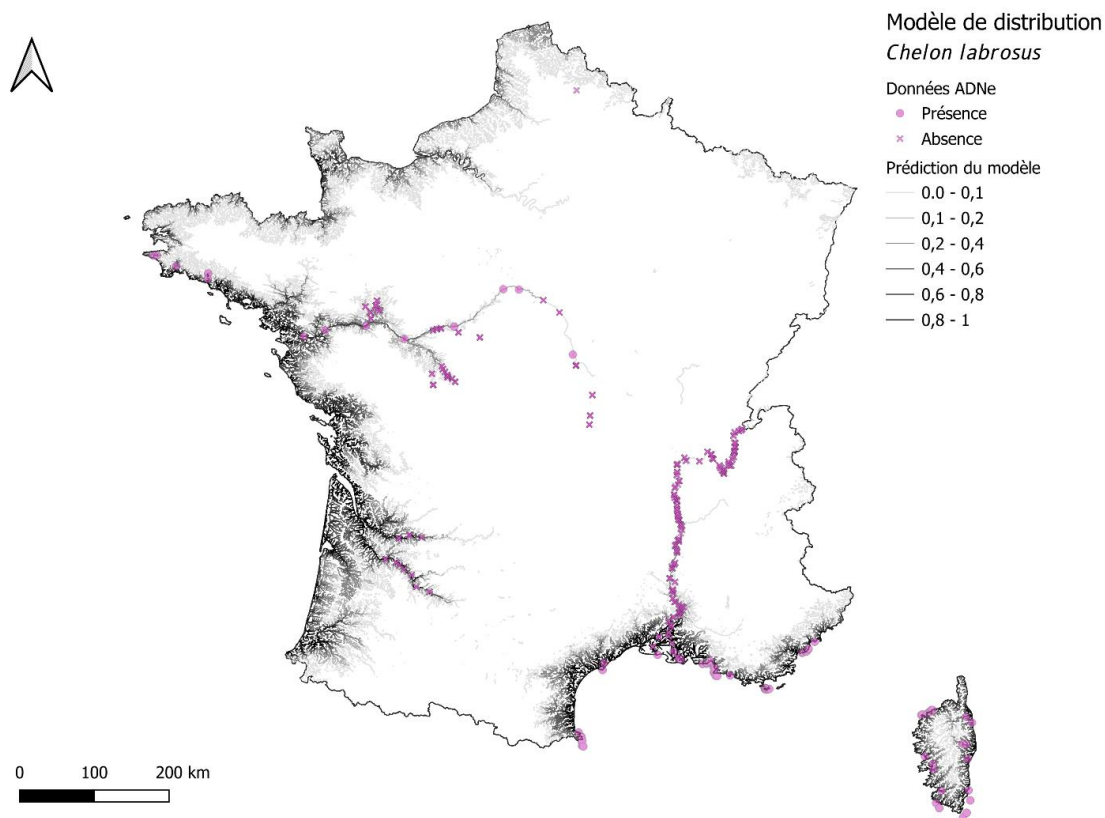 Modèle de distribution
Chelon labrosus
Données ADNe
Présence
Absence
Prédiction du modèle
0.0 - 0,1
0,1 - 0,2
0,2 - 0,4
0,4 - 0,6
0,6 - 0,8
0,8 - 1
0 100 200 km